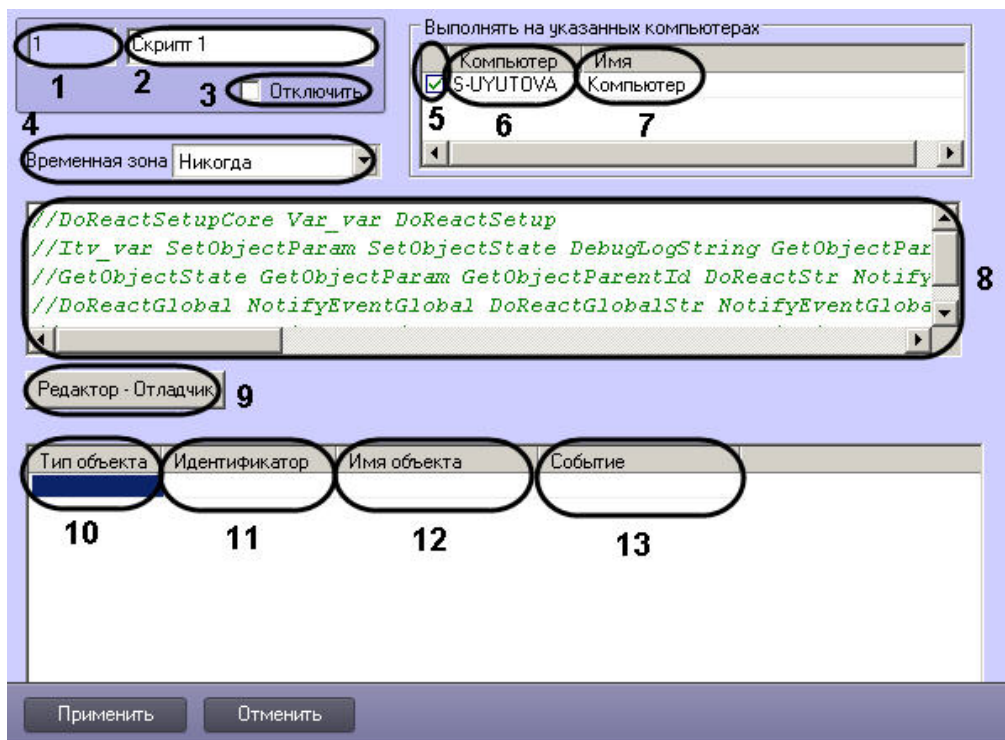 1 Скрипт 1
1 2 3 Отключить
4
Временная зона Никогда
Выполнять на указанных компьютерах
Компьютер Имя
S-UYUTOVA Компьютер
5 6 7
//DoReactSetupCore Var_var DoReactSetup
//Itv_var SetObjectParam SetObjectState DebugLogString GetObjectPar
//GetObjectState GetObjectParam GetObjectParentId DoReactStr Notify
//DoReactGlobal NotifyEventGlobal DoReactGlobalStr NotifyEventGloba
8
Редактор - Отладчик 9
Тип объекта Идентификатор Имя объекта Событие
10 11 12 13
Применить Отменить